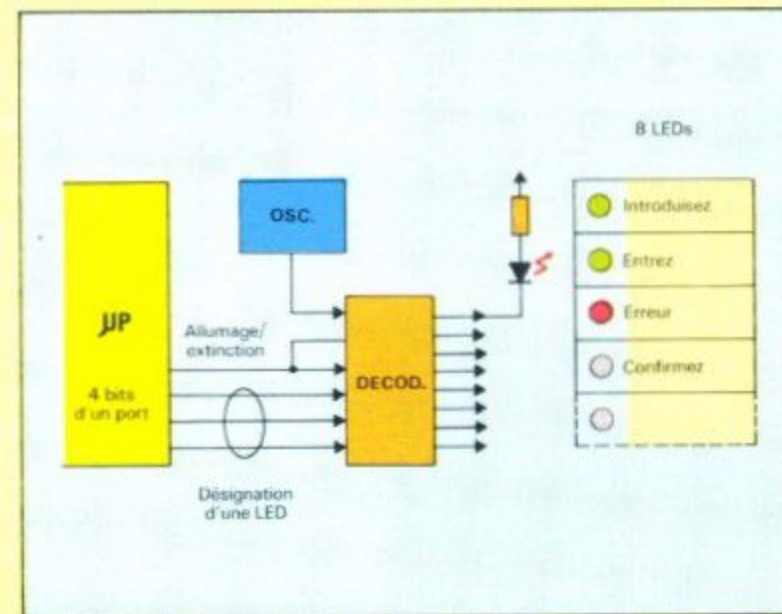 8 LEDs
OSC.
Introduisez
Entrez
Erreur
Confirmez
µP
Allumage/
extinction
4 bits
d'un port
DECOD.
Désignation
d'une LED